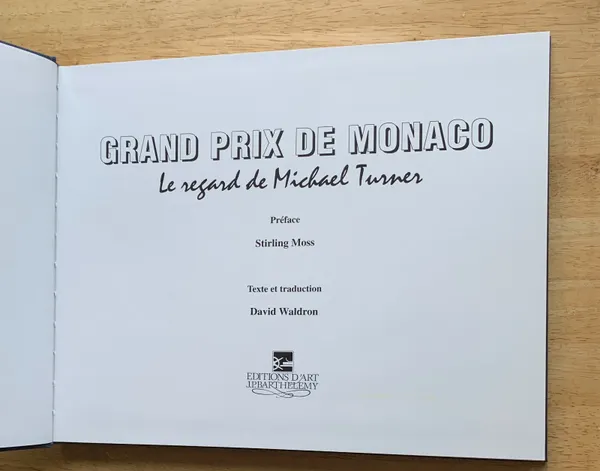 GRAND PRIX DE MONACO
Le regard de Michael Turner
Préface
Stirling Moss
Texte et traduction
David Waldron
EDITIONS D'ART
J.P.BARTHELEMY